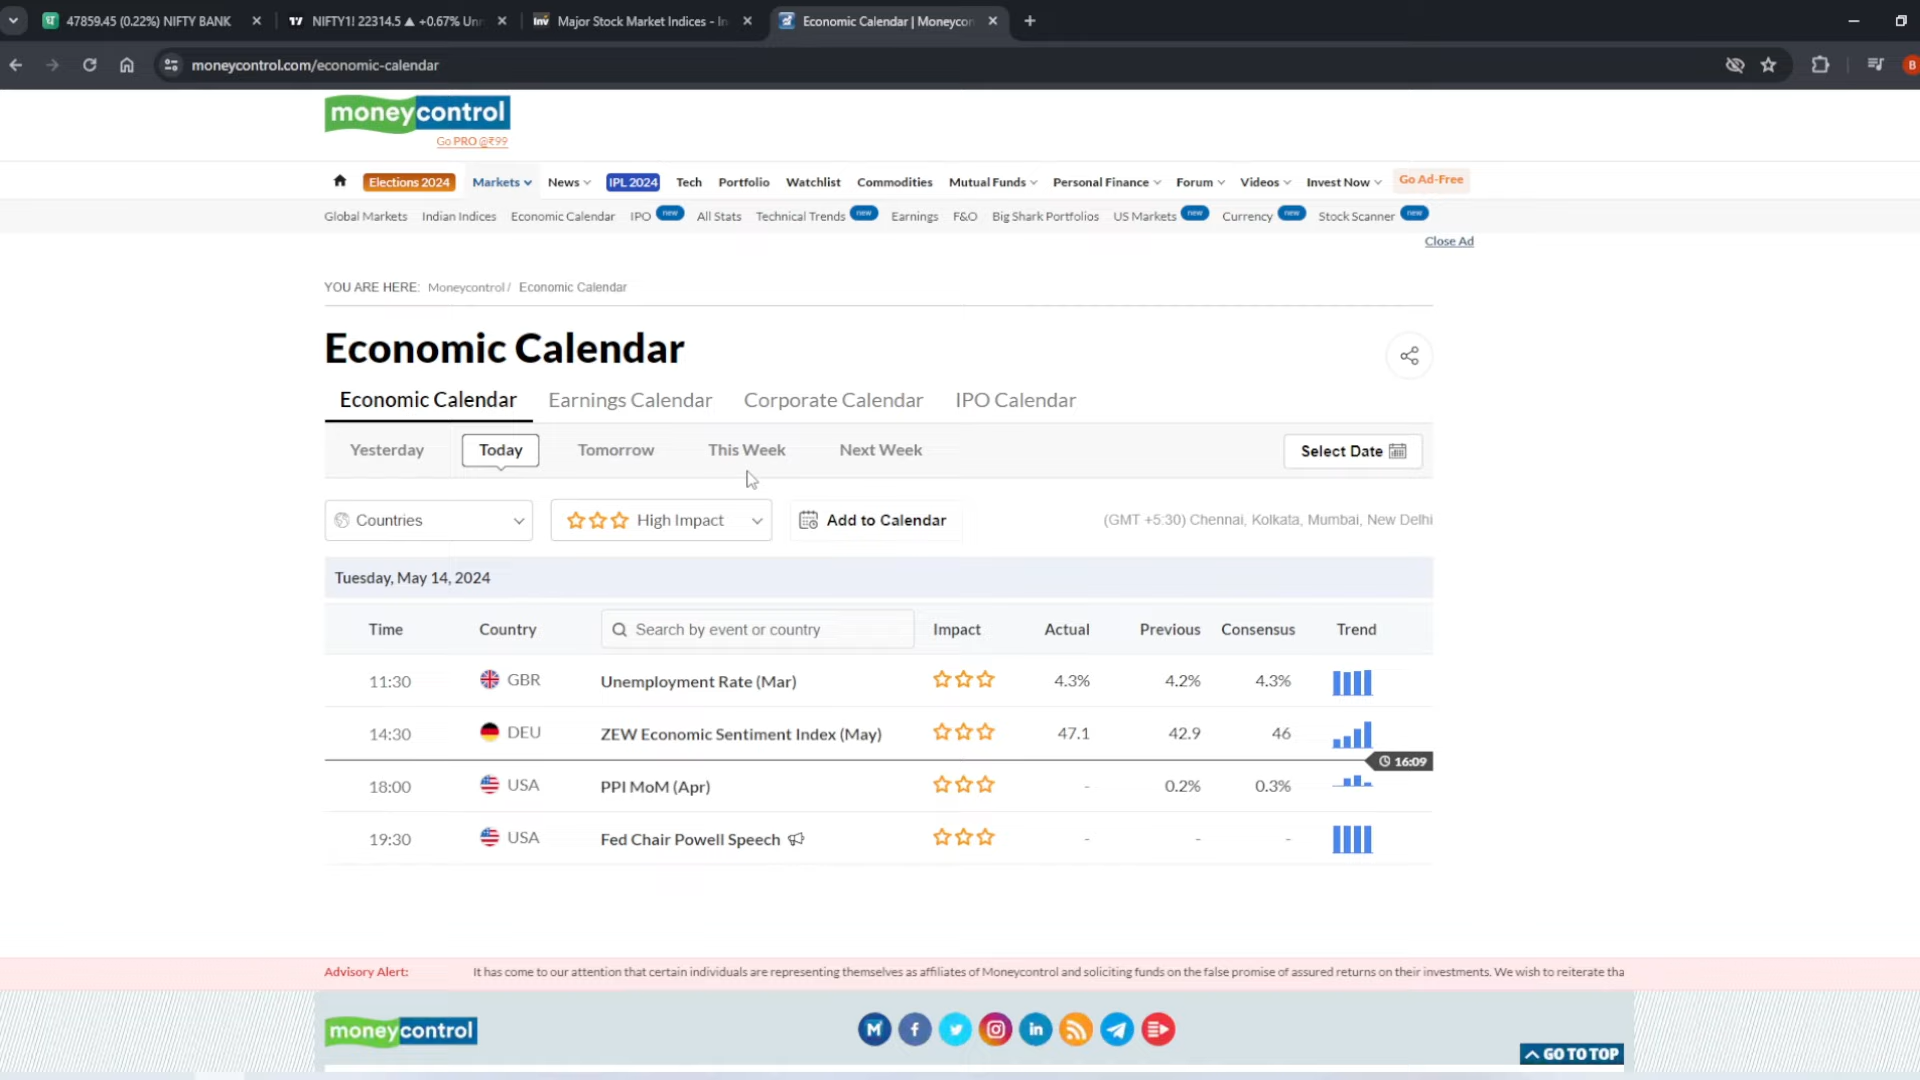 47859.45 (0.22%) NIFTY BANK
NIFTY1! 22314.5 ▲ +0.67% Un
Major Stock Market Indices - In
Economic Calendar | Moneycon
moneycontrol.com/economic-calendar
B
moneycontrol
Go PRO @₹99
Elections 2024 Markets News IPL 2024 Tech Portfolio Watchlist Commodities Mutual Funds Personal Finance Forum Videos Invest Now Go Ad-Free
Global Markets Indian Indices Economic Calendar IPO new All Stats Technical Trends new Earnings F&O Big Shark Portfolios US Markets new Currency new Stock Scanner new
Close Ad
YOU ARE HERE: Moneycontrol / Economic Calendar
Economic Calendar
Economic Calendar Earnings Calendar Corporate Calendar IPO Calendar
Yesterday Today Tomorrow This Week Next Week Select Date
Countries High Impact Add to Calendar (GMT +5:30) Chennai, Kolkata, Mumbai, New Delhi
Tuesday, May 14, 2024
Time Country Search by event or country Impact Actual Previous Consensus Trend
11:30 GBR Unemployment Rate (Mar) 4.3% 4.2% 4.3%
14:30 DEU ZEW Economic Sentiment Index (May) 47.1 42.9 46
16:09
18:00 USA PPI MoM (Apr) - 0.2% 0.3%
19:30 USA Fed Chair Powell Speech - - -
Advisory Alert: It has come to our attention that certain individuals are representing themselves as affiliates of Moneycontrol and soliciting funds on the false promise of assured returns on their investments. We wish to reiterate tha
moneycontrol
GO TO TOP